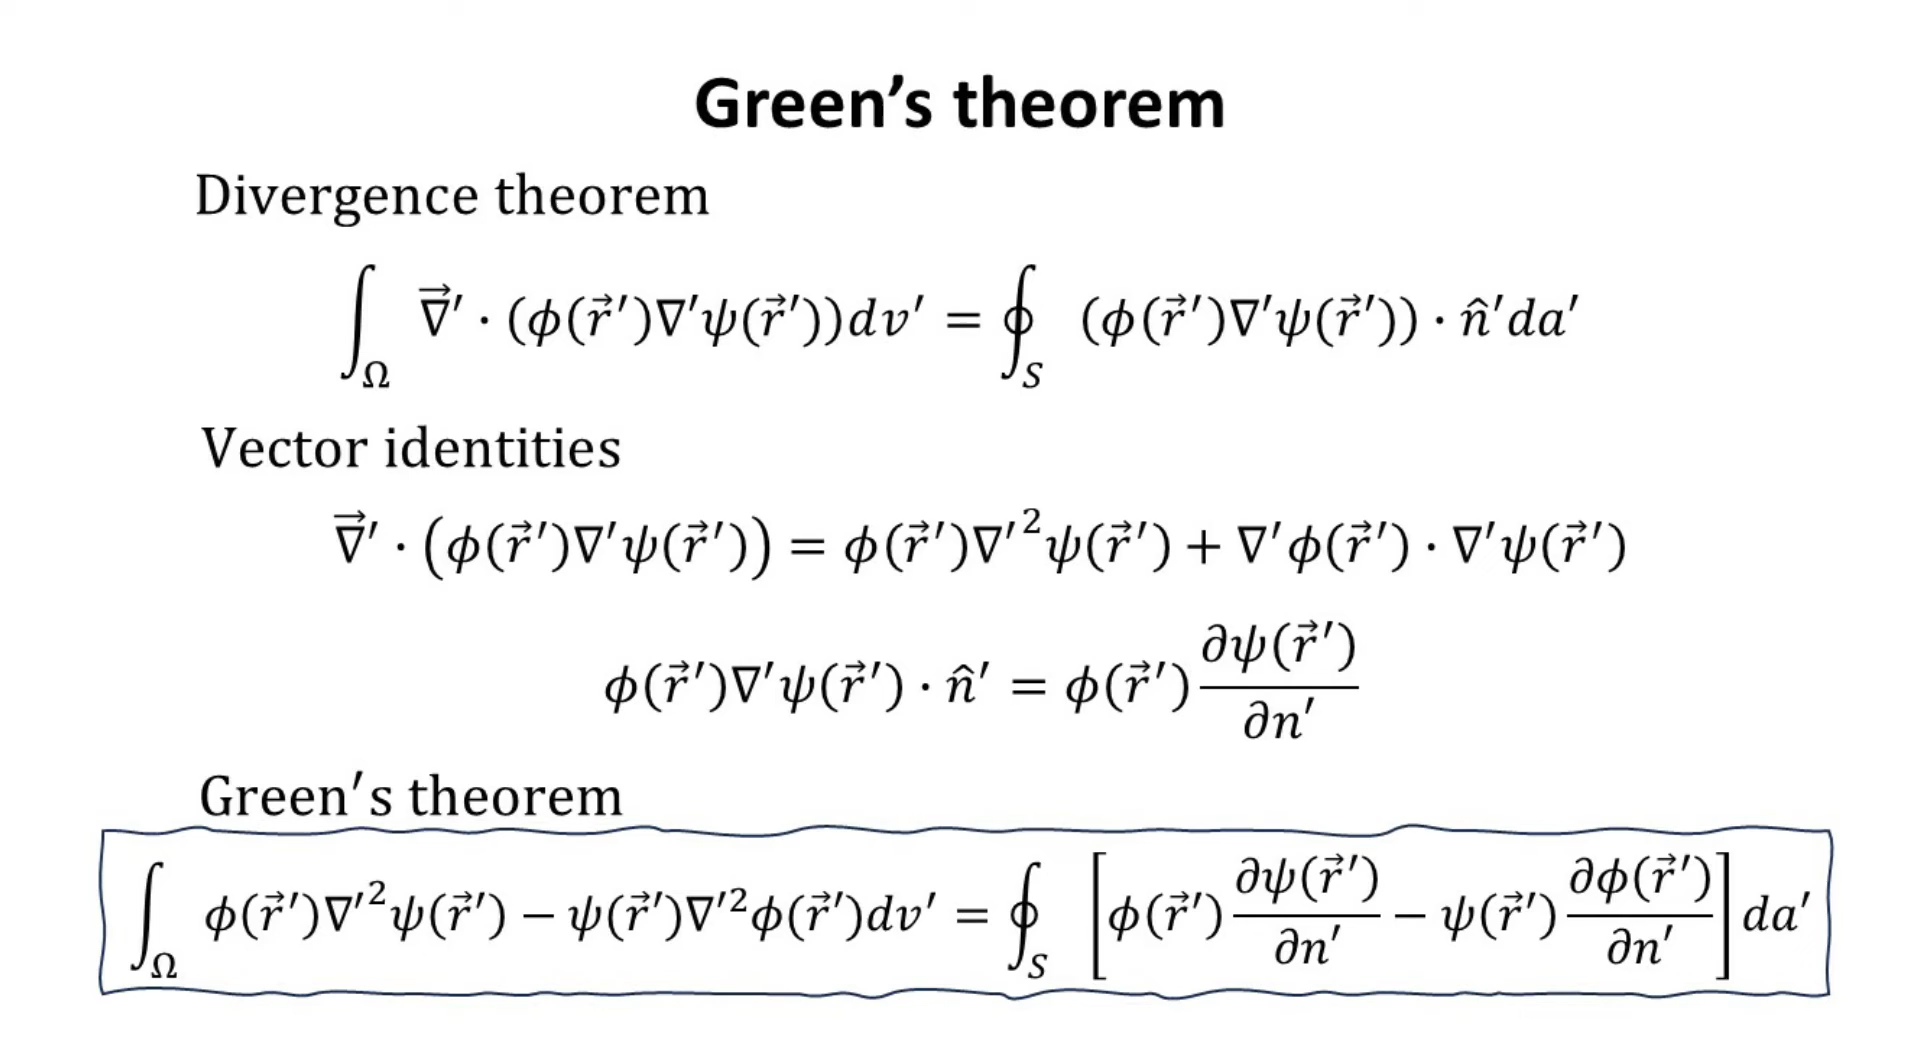 Green’s theorem
Divergence theorem
∫_Ω ∇⃗′ · (ϕ(r⃗′)∇′ψ(r⃗′))dv′ = ∮_S (ϕ(r⃗′)∇′ψ(r⃗′)) · n̂′da′
Vector identities
∇⃗′ · (ϕ(r⃗′)∇′ψ(r⃗′)) = ϕ(r⃗′)∇′²ψ(r⃗′) + ∇′ϕ(r⃗′) · ∇′ψ(r⃗′)
ϕ(r⃗′)∇′ψ(r⃗′) · n̂′ = ϕ(r⃗′) ∂ψ(r⃗′)/∂n′
Green′s theorem
∫_Ω ϕ(r⃗′)∇′²ψ(r⃗′) − ψ(r⃗′)∇′²ϕ(r⃗′)dv′ = ∮_S [ϕ(r⃗′) ∂ψ(r⃗′)/∂n′ − ψ(r⃗′) ∂ϕ(r⃗′)/∂n′] da′